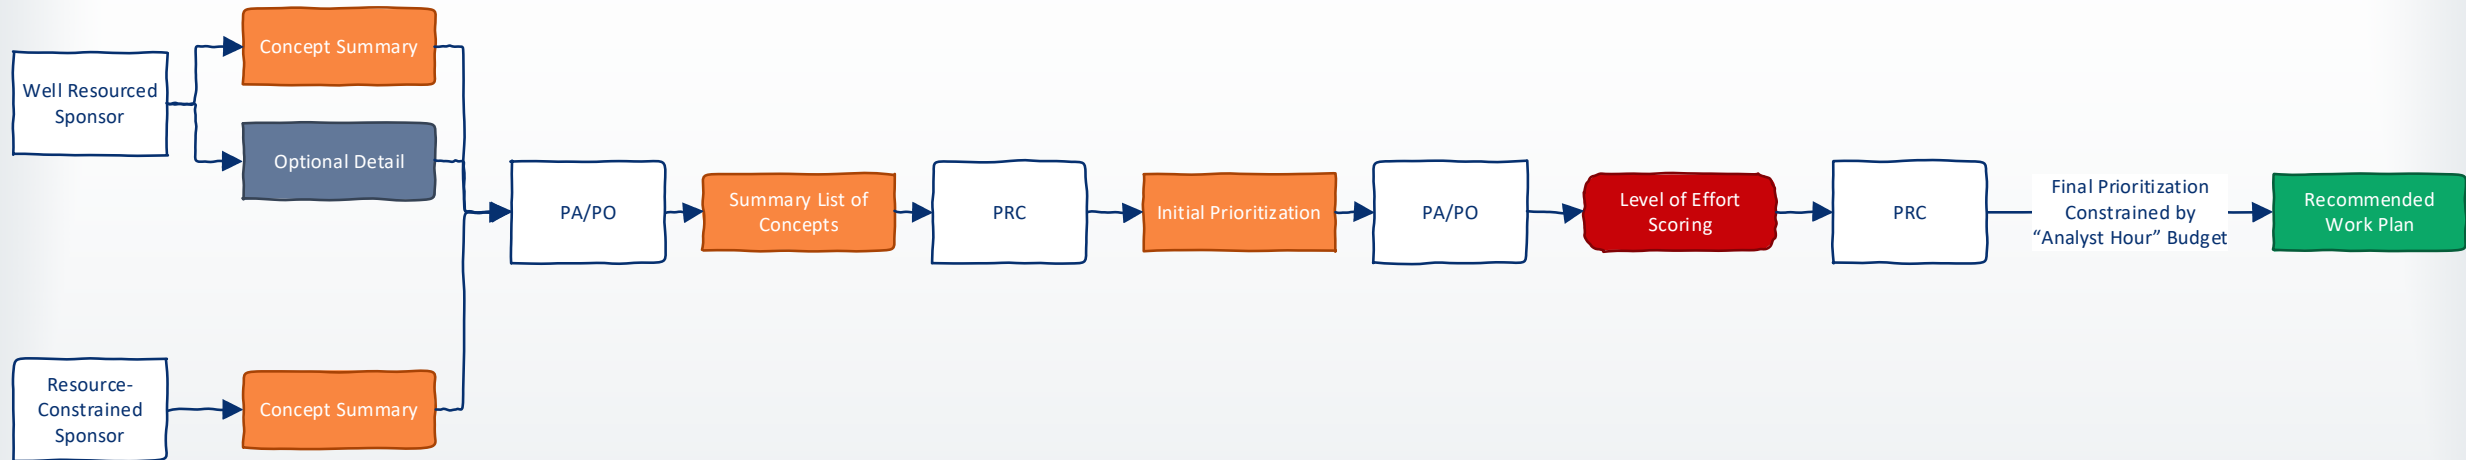 Concept Summary
Well Resourced
Sponsor
Optional Detail
PA/PO
Summary List of
Concepts
PRC
Initial Prioritization
PA/PO
Level of Effort
Scoring
PRC
Final Prioritization
Constrained by
“Analyst Hour” Budget
Recommended
Work Plan
Resource-
Constrained
Sponsor
Concept Summary